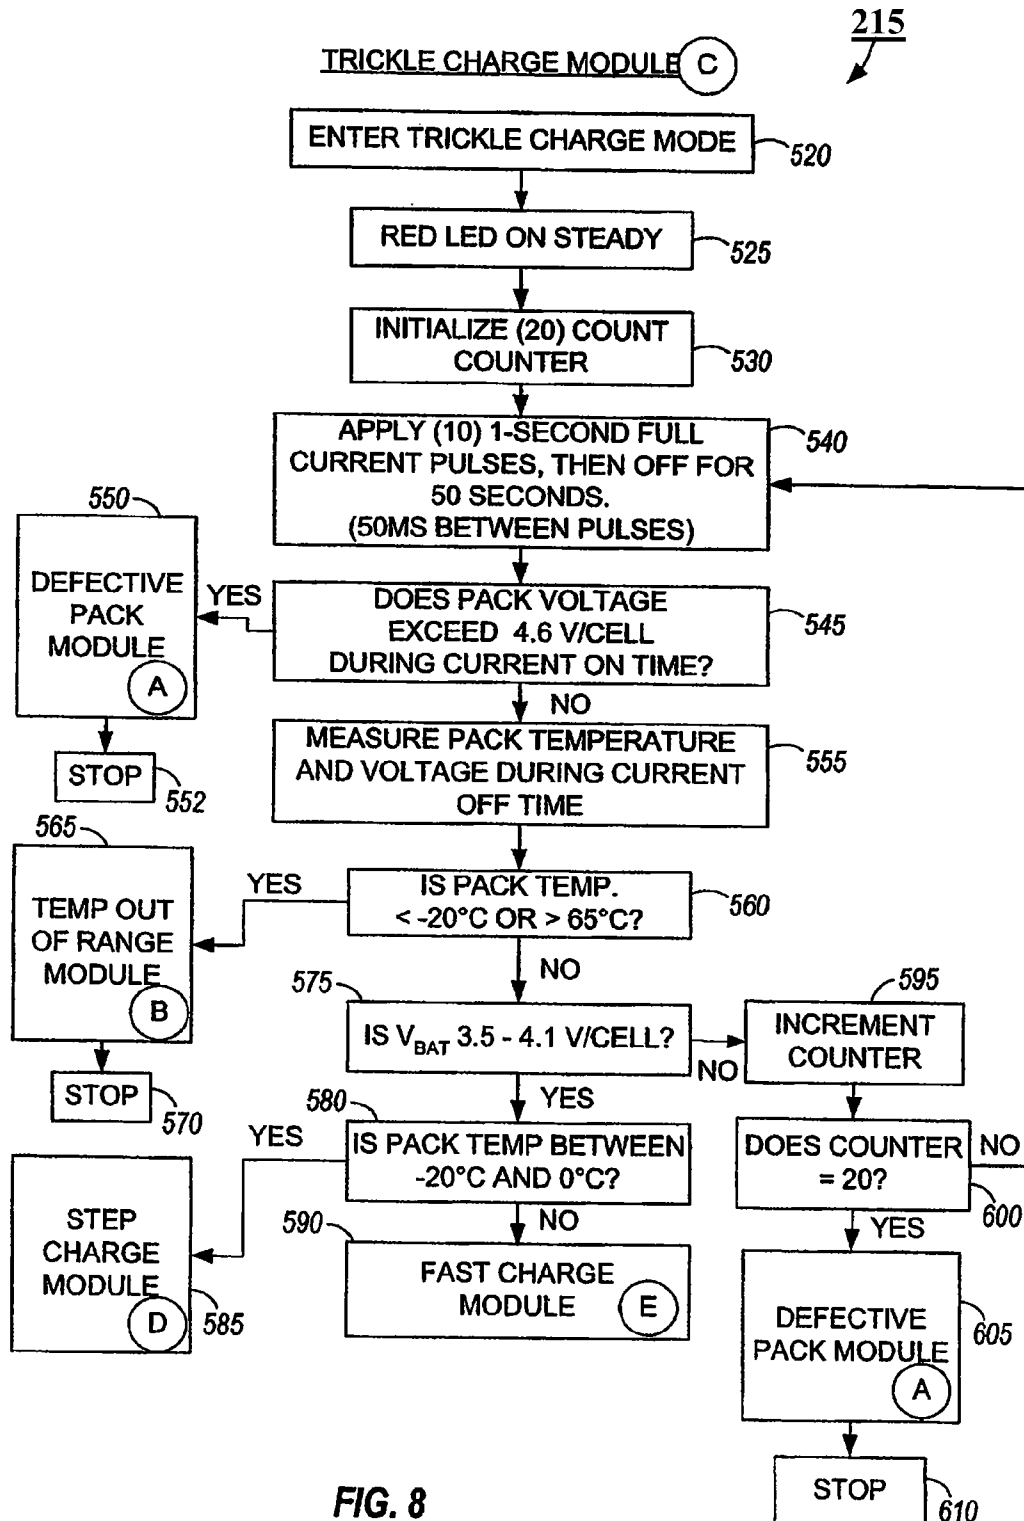 215
TRICKLE CHARGE MODULE C
ENTER TRICKLE CHARGE MODE
520
RED LED ON STEADY
525
INITIALIZE (20) COUNT
COUNTER
530
APPLY (10) 1-SECOND FULL
CURRENT PULSES, THEN OFF FOR
50 SECONDS.
(50MS BETWEEN PULSES)
540
550
DEFECTIVE
PACK
MODULE
A
YES
DOES PACK VOLTAGE
EXCEED 4.6 V/CELL
DURING CURRENT ON TIME?
545
NO
STOP
552
MEASURE PACK TEMPERATURE
AND VOLTAGE DURING CURRENT
OFF TIME
555
565
TEMP OUT
OF RANGE
MODULE
B
YES
IS PACK TEMP.
< -20°C OR > 65°C?
560
NO
STOP
570
575
IS VBAT 3.5 - 4.1 V/CELL?
NO
YES
595
INCREMENT
COUNTER
580
YES
IS PACK TEMP BETWEEN
-20°C AND 0°C?
NO
DOES COUNTER
= 20?
NO
600
YES
STEP
CHARGE
MODULE
D
585
590
FAST CHARGE
MODULE
E
DEFECTIVE
PACK MODULE
A
605
STOP
610
FIG. 8